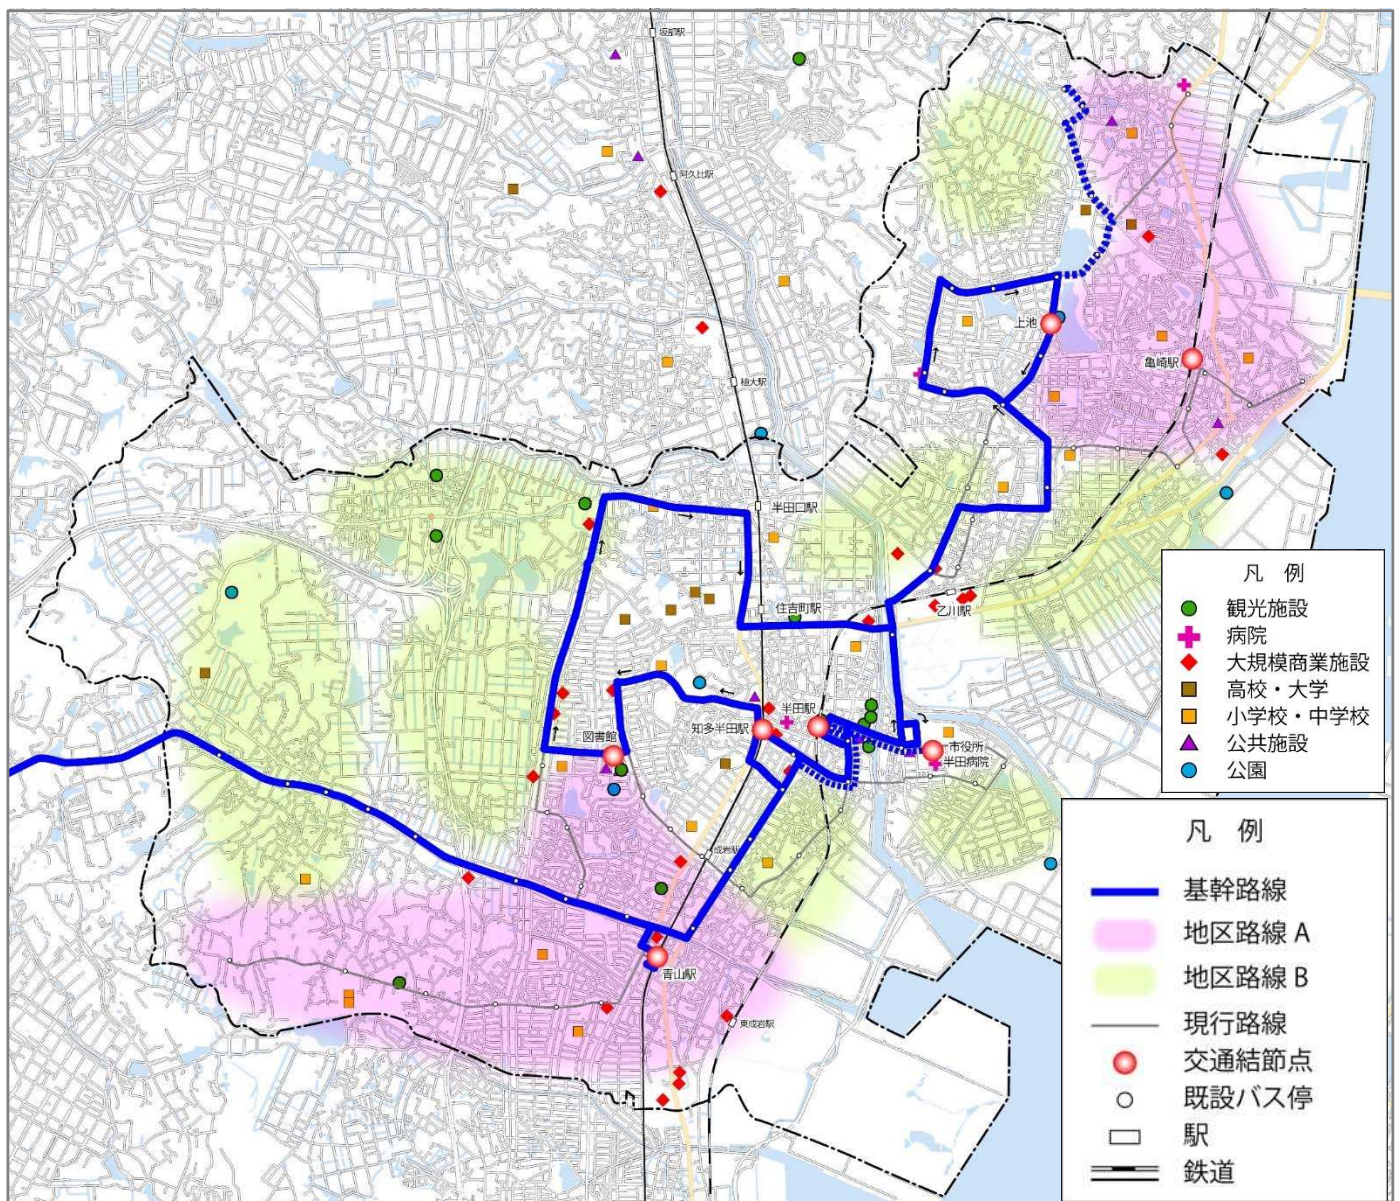 坂部駅
阿久比駅
植大駅
上池
亀崎駅
半田口駅
住吉町駅
乙川駅
半田駅
知多半田駅
図書館
市役所
半田病院
成岩駅
青山駅
東成岩駅
凡 例
観光施設
病院
大規模商業施設
高校・大学
小学校・中学校
公共施設
公園
凡 例
基幹路線
地区路線 A
地区路線 B
現行路線
交通結節点
既設バス停
駅
鉄道